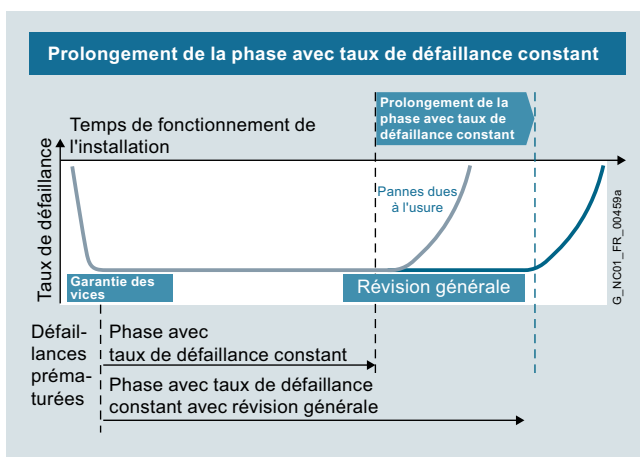 Prolongement de la phase avec taux de défaillance constant
Prolongement de la
phase avec taux de
défaillance constant
Temps de fonctionnement de
l'installation
Taux de défaillance
Pannes dues
à l'usure
G_NC01_FR_00459a
Garantie des
vices
Révision générale
Défail-
lances
préma-
turées
Phase avec
taux de défaillance constant
Phase avec taux de défaillance
constant avec révision générale